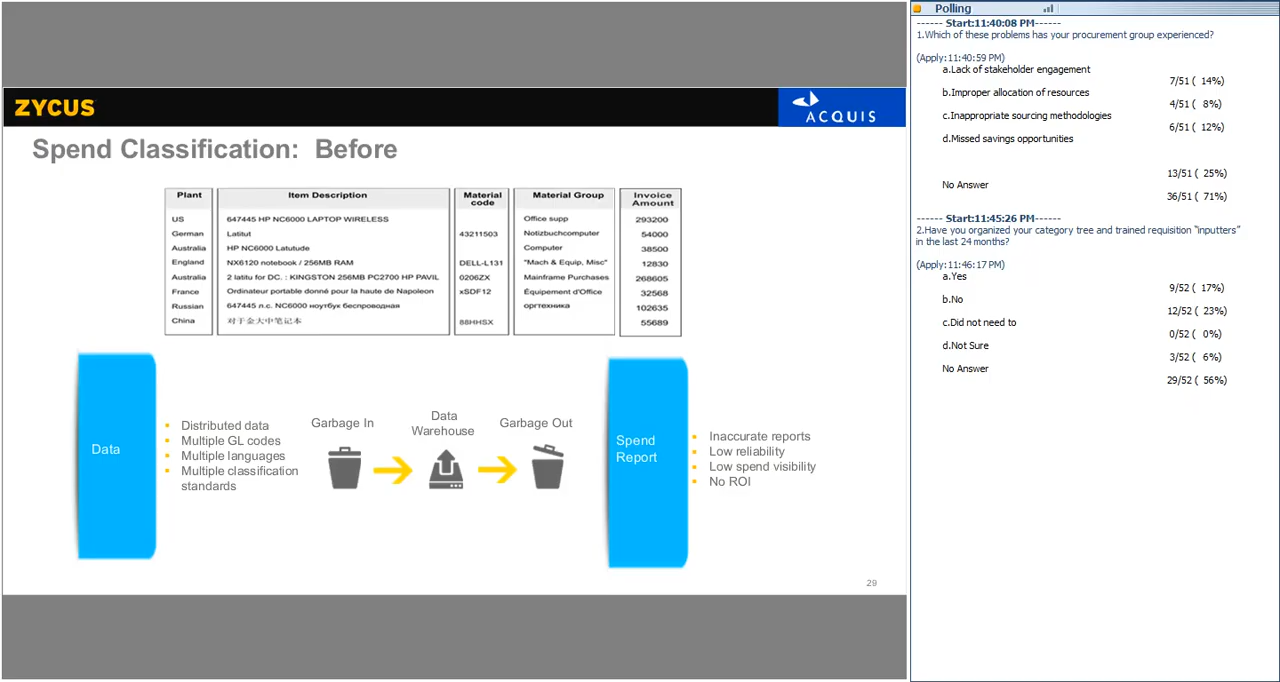 ZYCUS
ACQUIS
Spend Classification: Before
Plant Item Description Material code Material Group Invoice Amount
US 647445 HP NC6000 LAPTOP WIRELESS Office supp 293200
German Latitut 43211503 Notizbuchcomputer 54000
Australia HP NC6000 Latutude Computer 38500
England NX6120 notebook / 256MB RAM DELL-L131 "Mach & Equip, Misc" 12830
Australia 2 latitu for DC. : KINGSTON 256MB PC2700 HP PAVIL 0206ZX Mainframe Purchases 268605
France Ordinateur portable donné pour la haute de Napoleon xSDF12 Équipement d'Office 32568
Russian 647445 л.с. NC6000 ноутбук беспроводная оргтехника 102635
China 对于金大中笔记本 88HHSX 55689
Data
Distributed data
Multiple GL codes
Multiple languages
Multiple classification
standards
Garbage In
Data
Warehouse
Garbage Out
Spend
Report
Inaccurate reports
Low reliability
Low spend visibility
No ROI
29
Polling
------ Start:11:40:08 PM------
1.Which of these problems has your procurement group experienced?
(Apply:11:40:59 PM)
a.Lack of stakeholder engagement
7/51 ( 14%)
b.Improper allocation of resources
4/51 ( 8%)
c.Inappropriate sourcing methodologies
6/51 ( 12%)
d.Missed savings opportunities
13/51 ( 25%)
No Answer
36/51 ( 71%)
------ Start:11:45:26 PM------
2.Have you organized your category tree and trained requisition "inputters"
in the last 24 months?
(Apply:11:46:17 PM)
a.Yes
9/52 ( 17%)
b.No
12/52 ( 23%)
c.Did not need to
0/52 ( 0%)
d.Not Sure
3/52 ( 6%)
No Answer
29/52 ( 56%)